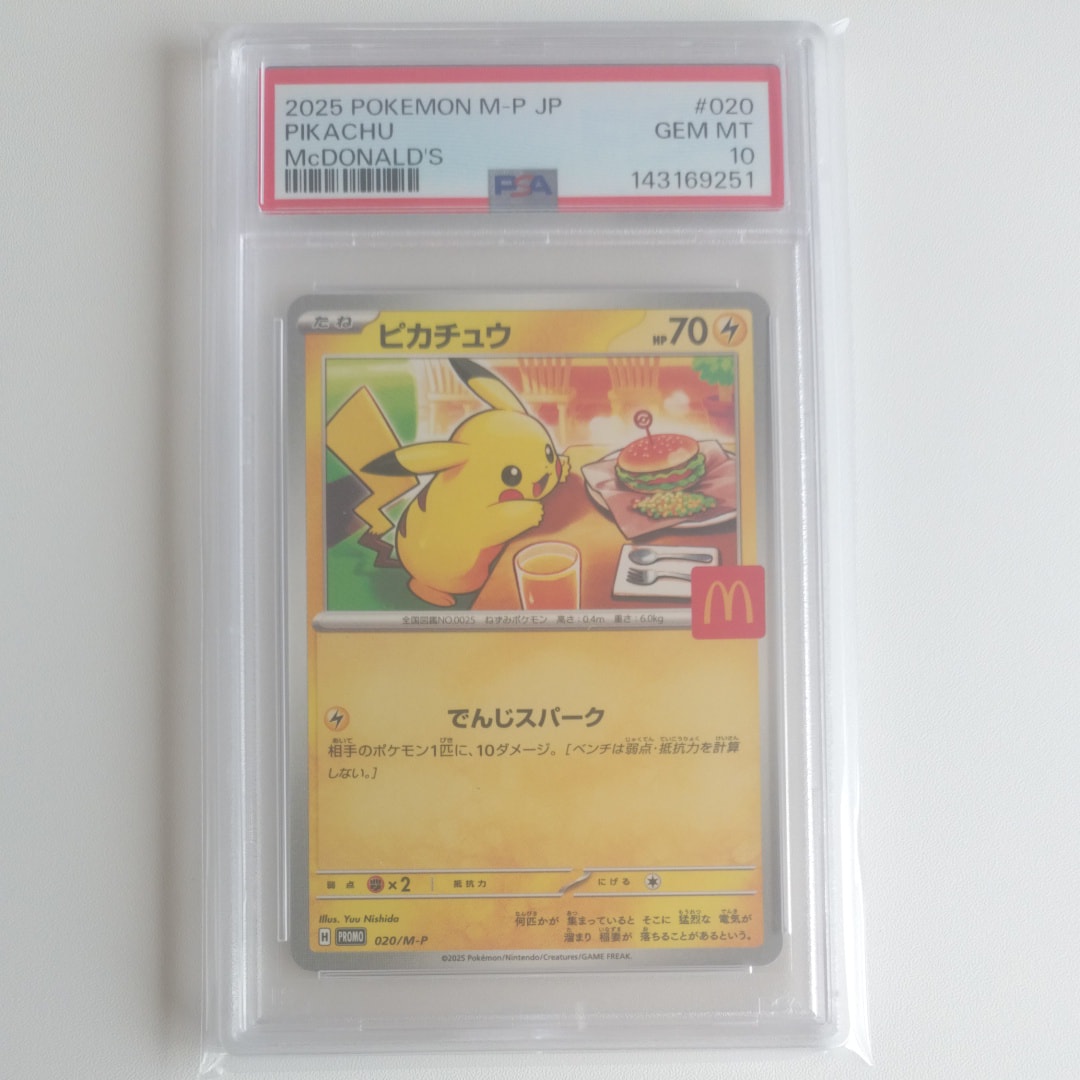 2025 POKEMON M-P JP #020
PIKACHU GEM MT
McDONALD'S 10
PSA 143169251
たね ピカチュウ HP70
M
全国図鑑NO.0025 ねずみポケモン 高さ:0.4m 重さ:6.0kg
でんじスパーク
相手のポケモン1匹に、10ダメージ。[ベンチは弱点・抵抗力を計算
しない。]
弱点 ×2 抵抗力 にげる
Illus. Yuu Nishida
何匹かが 集まっていると そこに 猛烈な 電気が
溜まり 稲妻が 落ちることがあるという。
H PROMO 020/M-P
©2025 Pokémon/Nintendo/Creatures/GAME FREAK.